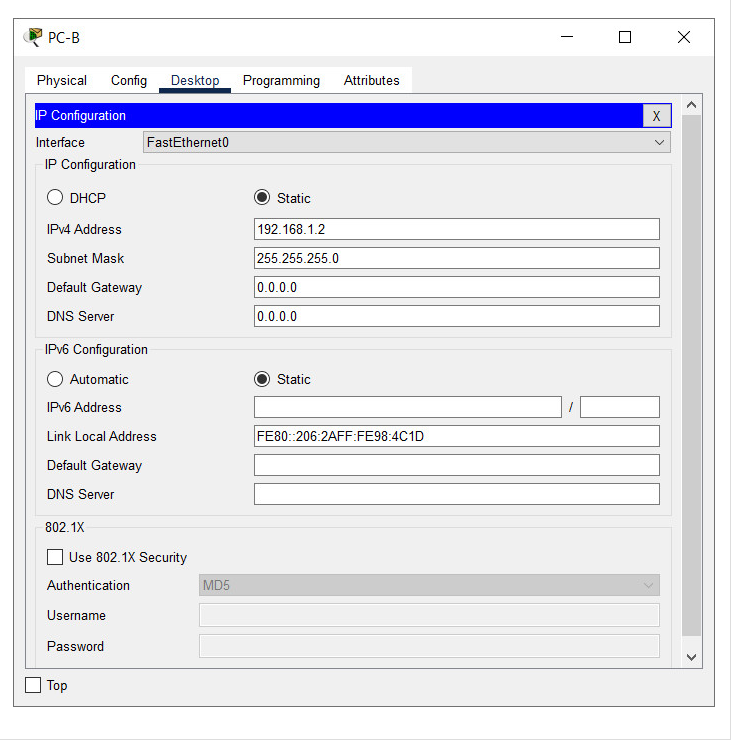 PC-B
Physical Config Desktop Programming Attributes
IP Configuration X
Interface FastEthernet0
IP Configuration
DHCP Static
IPv4 Address 192.168.1.2
Subnet Mask 255.255.255.0
Default Gateway 0.0.0.0
DNS Server 0.0.0.0
IPv6 Configuration
Automatic Static
IPv6 Address /
Link Local Address FE80::206:2AFF:FE98:4C1D
Default Gateway
DNS Server
802.1X
Use 802.1X Security
Authentication MD5
Username
Password
Top